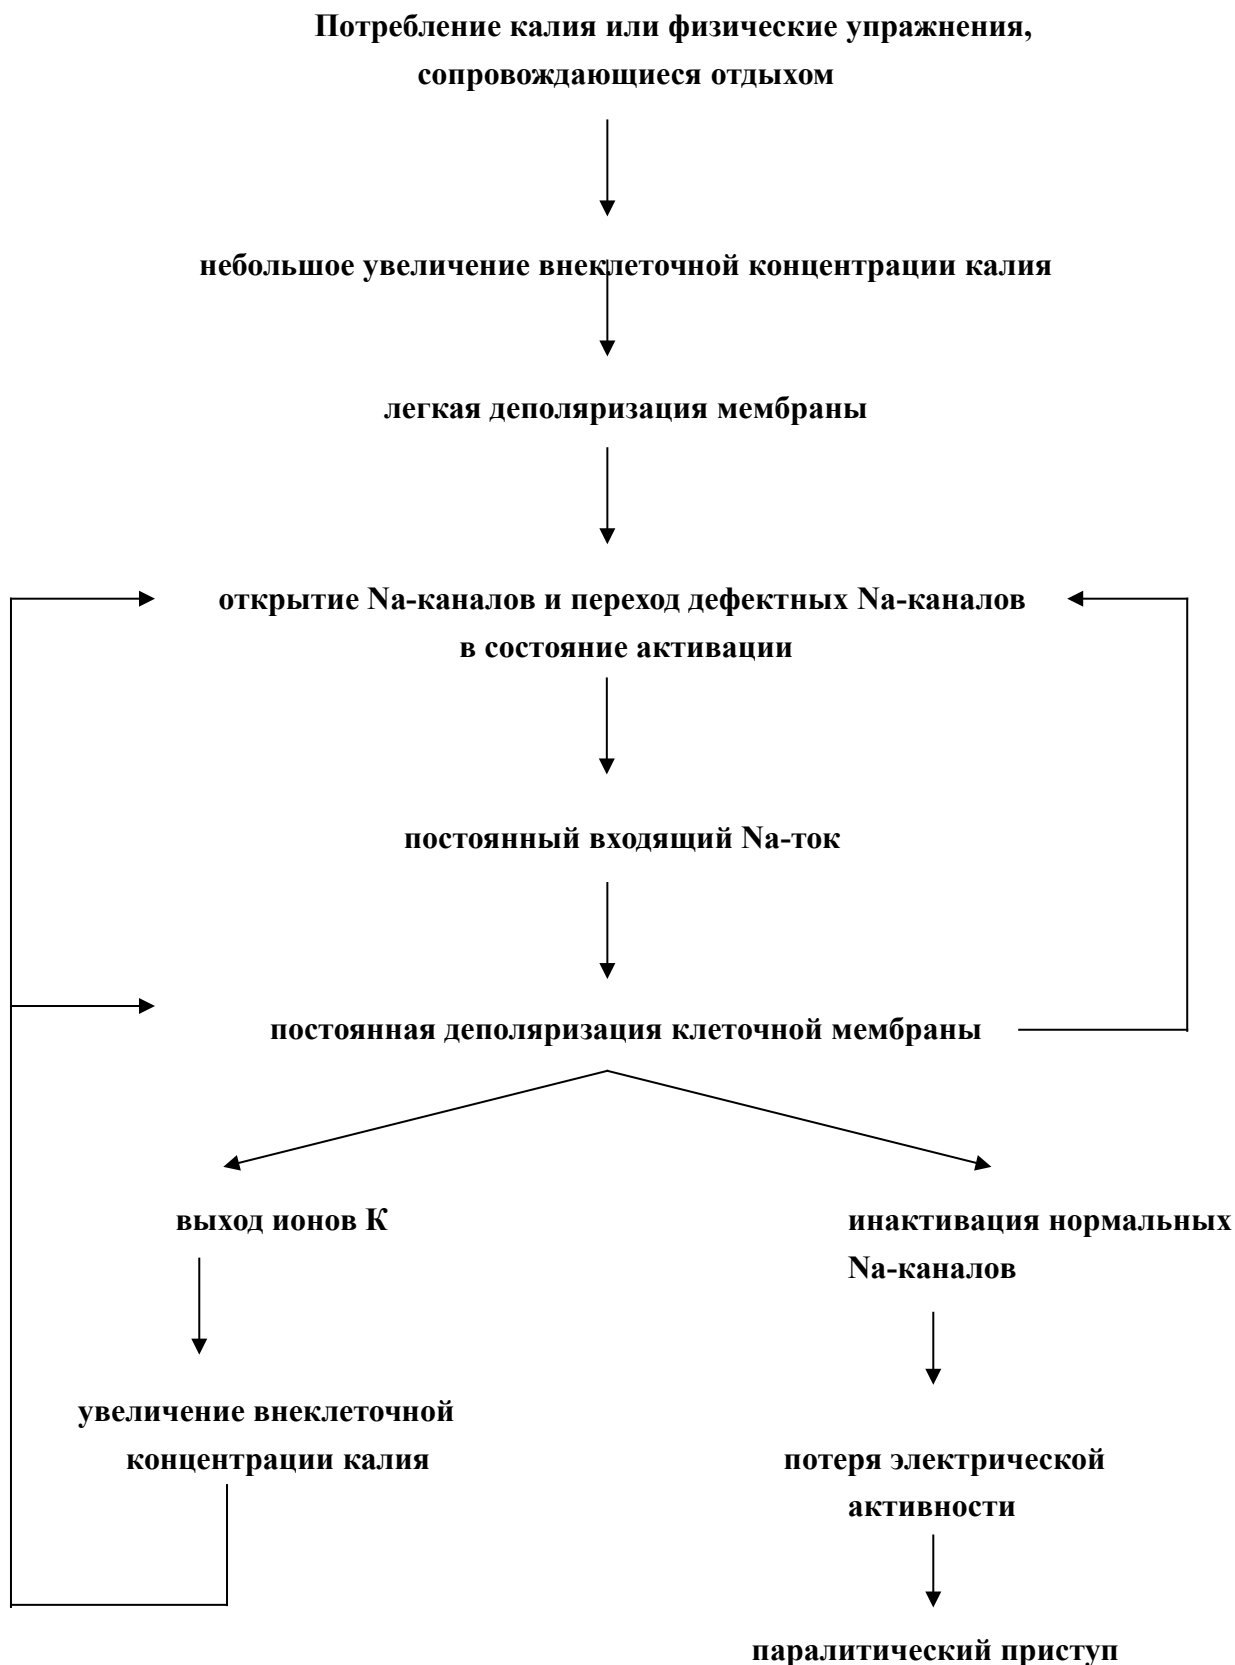 Потребление калия или физические упражнения,
сопровождающиеся отдыхом
небольшое увеличение внеклеточной концентрации калия
легкая деполяризация мембраны
открытие Na-каналов и переход дефектных Na-каналов
в состояние активации
постоянный входящий Na-ток
постоянная деполяризация клеточной мембраны
выход ионов К
увеличение внеклеточной
концентрации калия
инактивация нормальных
Na-каналов
потеря электрической
активности
паралитический приступ